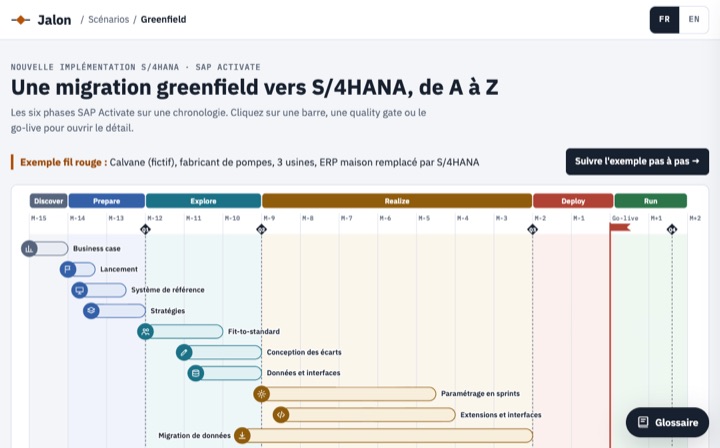 Jalon / Scénarios / Greenfield
FR EN
NOUVELLE IMPLÉMENTATION S/4HANA · SAP ACTIVATE
Une migration greenfield vers S/4HANA, de A à Z
Les six phases SAP Activate sur une chronologie. Cliquez sur une barre, une quality gate ou le
go-live pour ouvrir le détail.
Exemple fil rouge : Calvane (fictif), fabricant de pompes, 3 usines, ERP maison remplacé par S/4HANA
Suivre l'exemple pas à pas →
Discover Prepare Explore Realize Deploy Run
M-15 M-14 M-13 M-12 M-11 M-10 M-9 M-8 M-7 M-6 M-5 M-4 M-3 M-2 M-1 Go-live M+1 M+2
Business case
Lancement
Système de référence
Stratégies
Fit-to-standard
Conception des écarts
Données et interfaces
Paramétrage en sprints
Extensions et interfaces
Migration de données
Glossaire